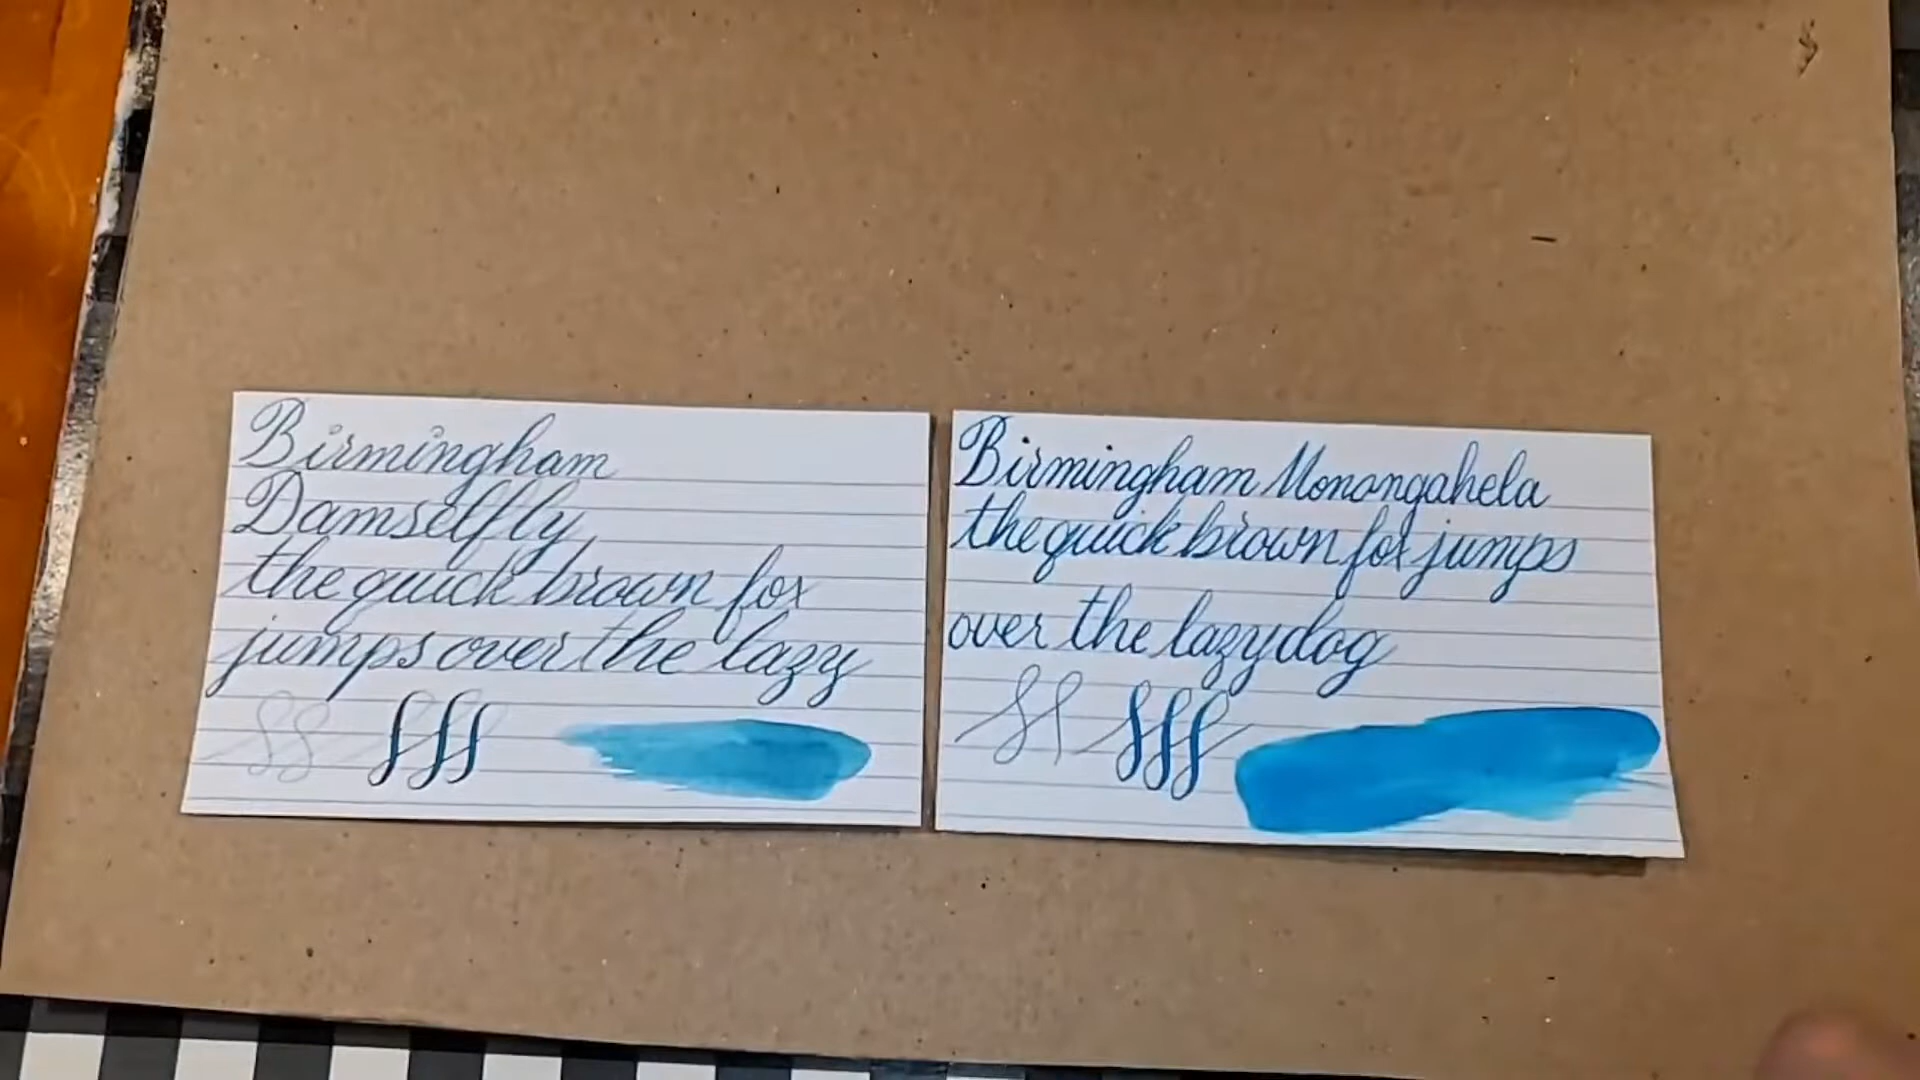 Birmingham
Damselfly
the quick brown fox
jumps over the lazy
Birmingham Monongahela
the quick brown fox jumps
over the lazy dog